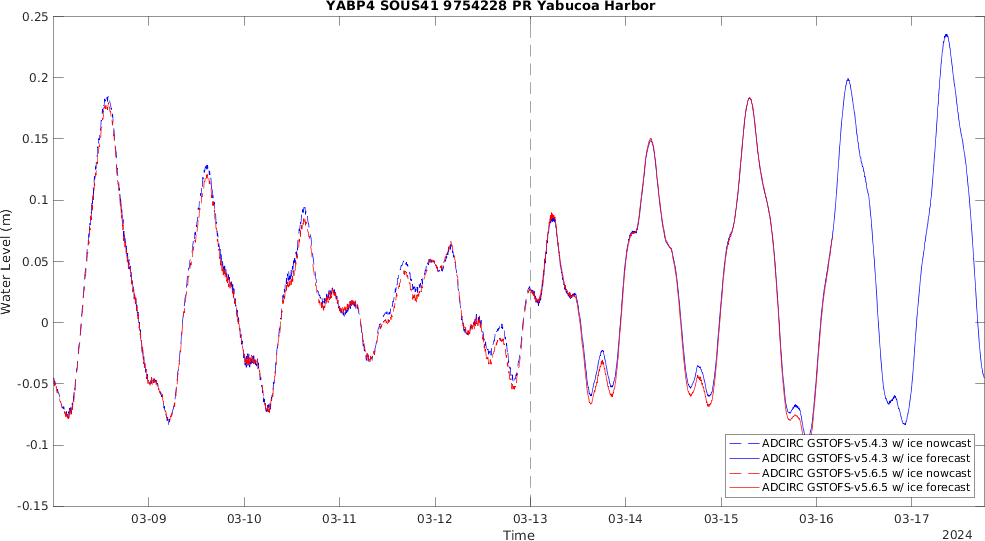 YABP4 SOUS41 9754228 PR Yabucoa Harbor
Water Level (m)
0.25
0.2
0.15
0.1
0.05
0
-0.05
-0.1
-0.15
03-09 03-10 03-11 03-12 03-13 03-14 03-15 03-16 03-17
Time
2024
ADCIRC GSTOFS-v5.4.3 w/ ice nowcast
ADCIRC GSTOFS-v5.4.3 w/ ice forecast
ADCIRC GSTOFS-v5.6.5 w/ ice nowcast
ADCIRC GSTOFS-v5.6.5 w/ ice forecast